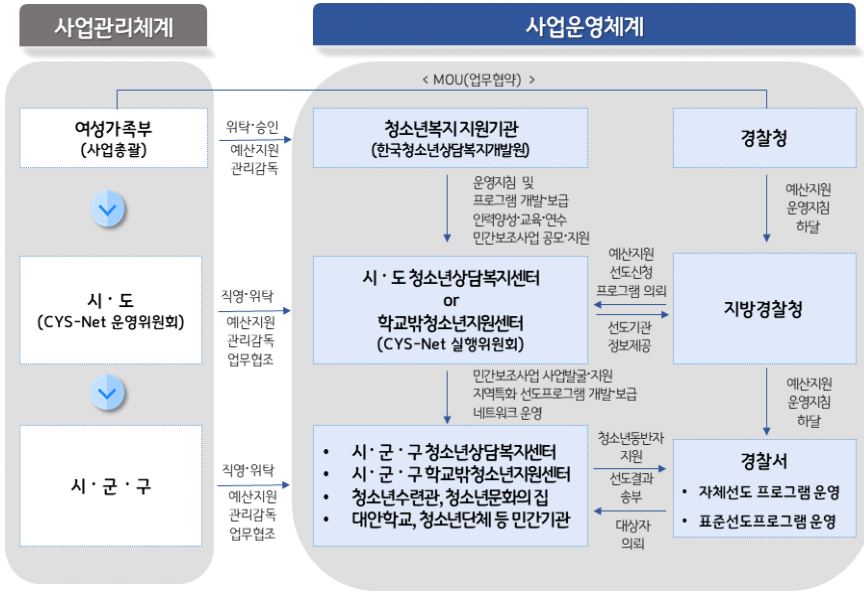 사업관리체계
사업운영체계
< MOU(업무협약) >
여성가족부
(사업총괄)
위탁·승인
예산지원
관리감독
청소년복지 지원기관
(한국청소년상담복지개발원)
경찰청
운영지침 및
프로그램 개발·보급
인력양성·교육·연수
민간보조사업 공모·지원
예산지원
운영지침
하달
시 · 도
(CYS-Net 운영위원회)
직영·위탁
예산지원
관리감독
업무협조
시 · 도 청소년상담복지센터
or
학교밖청소년지원센터
(CYS-Net 실행위원회)
예산지원
선도신청
프로그램 의뢰
선도기관
정보제공
지방경찰청
민간보조사업 사업발굴·지원
지역특화 선도프로그램 개발·보급
네트워크 운영
예산지원
운영지침
하달
시 · 군 · 구
직영·위탁
예산지원
관리감독
업무협조
• 시 · 군 · 구 청소년상담복지센터
• 시 · 군 · 구 학교밖청소년지원센터
• 청소년수련관, 청소년문화의 집
• 대안학교, 청소년단체 등 민간기관
청소년동반자
지원
선도결과
송부
대상자
의뢰
경찰서
• 자체선도 프로그램 운영
• 표준선도프로그램 운영